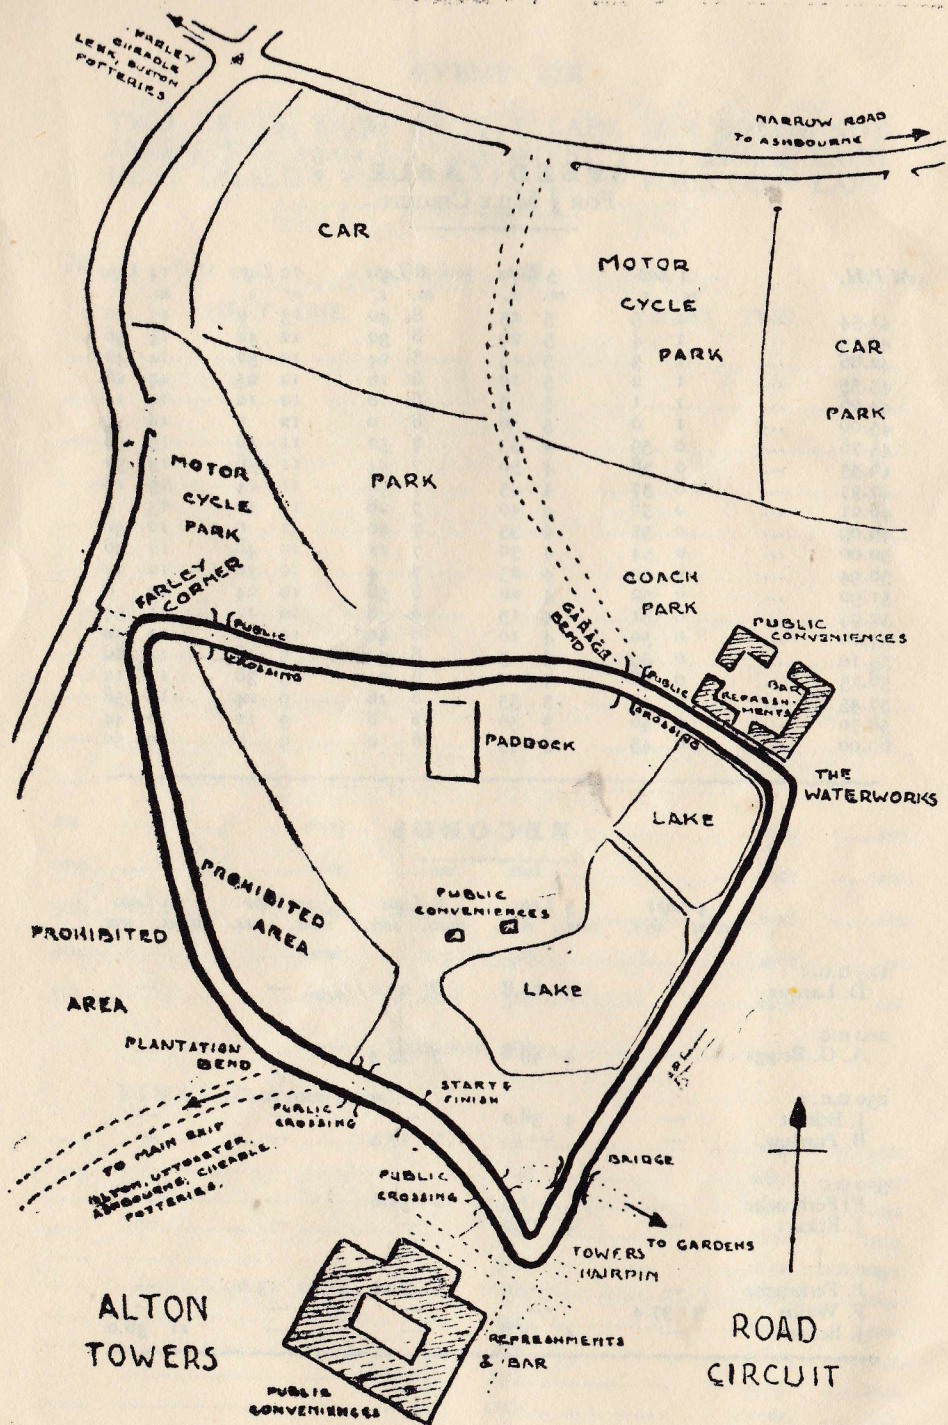 FARLEY
CHEADLE
LEEK, BUXTON
POTTERIES
NARROW ROAD
TO ASHBOURNE
CAR
MOTOR
CYCLE
PARK
CAR
PARK
MOTOR
CYCLE
PARK
PARK
COACH
PARK
FARLEY
CORNER
PUBLIC
CROSSING
GARAGE
BEND
PUBLIC
CROSSING
PUBLIC
CONVENIENCES
BAR
REFRESH-
MENTS
PADDOCK
THE
WATERWORKS
LAKE
PROHIBITED
AREA
PUBLIC
CONVENIENCES
PROHIBITED
AREA
LAKE
PLANTATION
BEND
START &
FINISH
PUBLIC
CROSSING
TO MAIN EXIT
ALTON, UTTOXETER,
ASHBOURNE, CHEADLE
POTTERIES.
PUBLIC
CROSSING
BRIDGE
TO GARDENS
TOWERS
HAIRPIN
ALTON
TOWERS
REFRESHMENTS
& BAR
PUBLIC
CONVENIENCES
ROAD
CIRCUIT